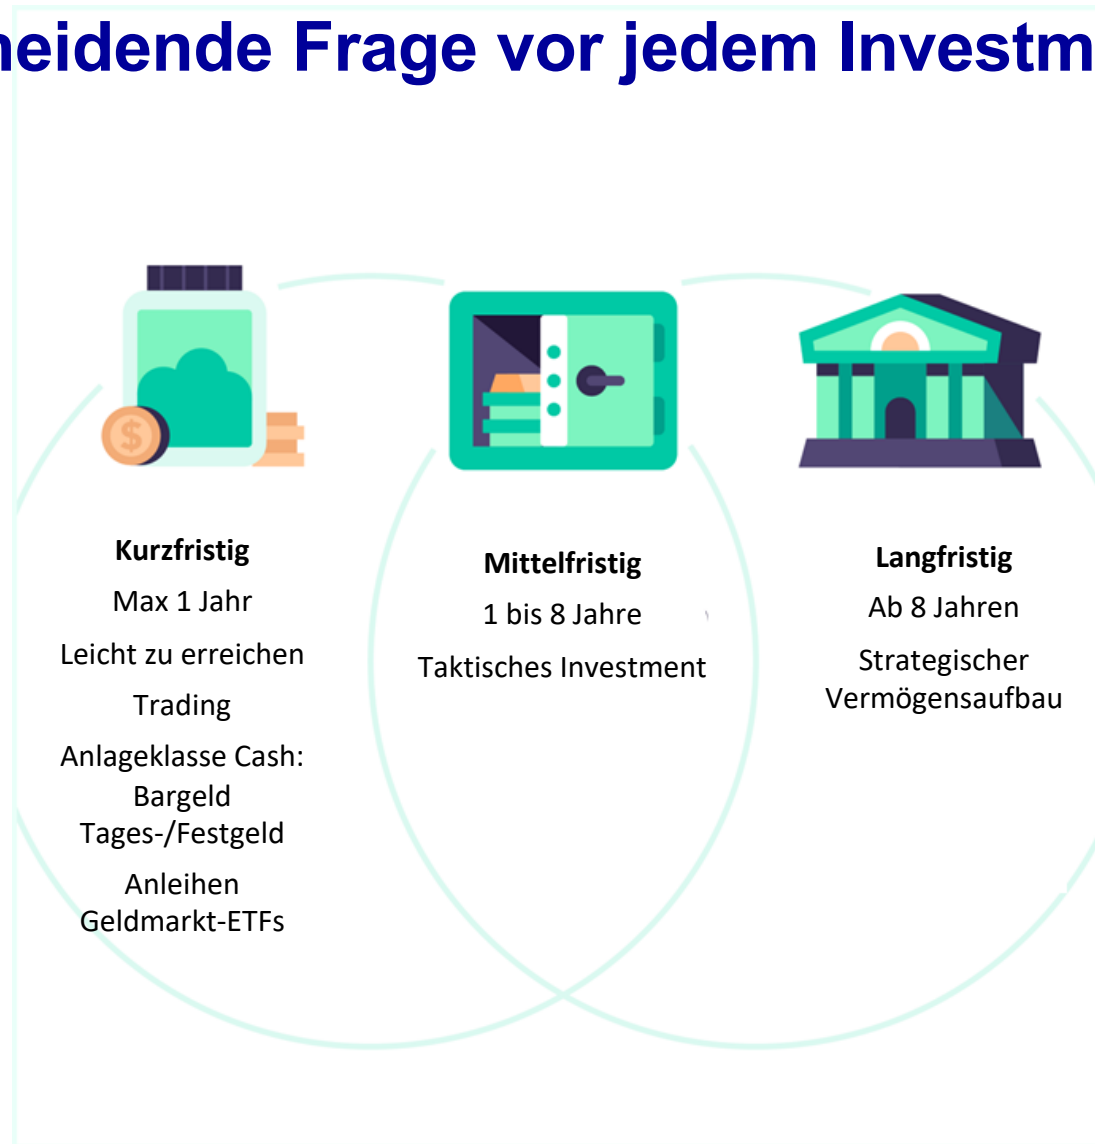 heidende Frage vor jedem Investm
Kurzfristig
Max 1 Jahr
Leicht zu erreichen
Trading
Anlageklasse Cash:
Bargeld
Tages-/Festgeld
Anleihen
Geldmarkt-ETFs
Mittelfristig
1 bis 8 Jahre
Taktisches Investment
Langfristig
Ab 8 Jahren
Strategischer
Vermögensaufbau
$